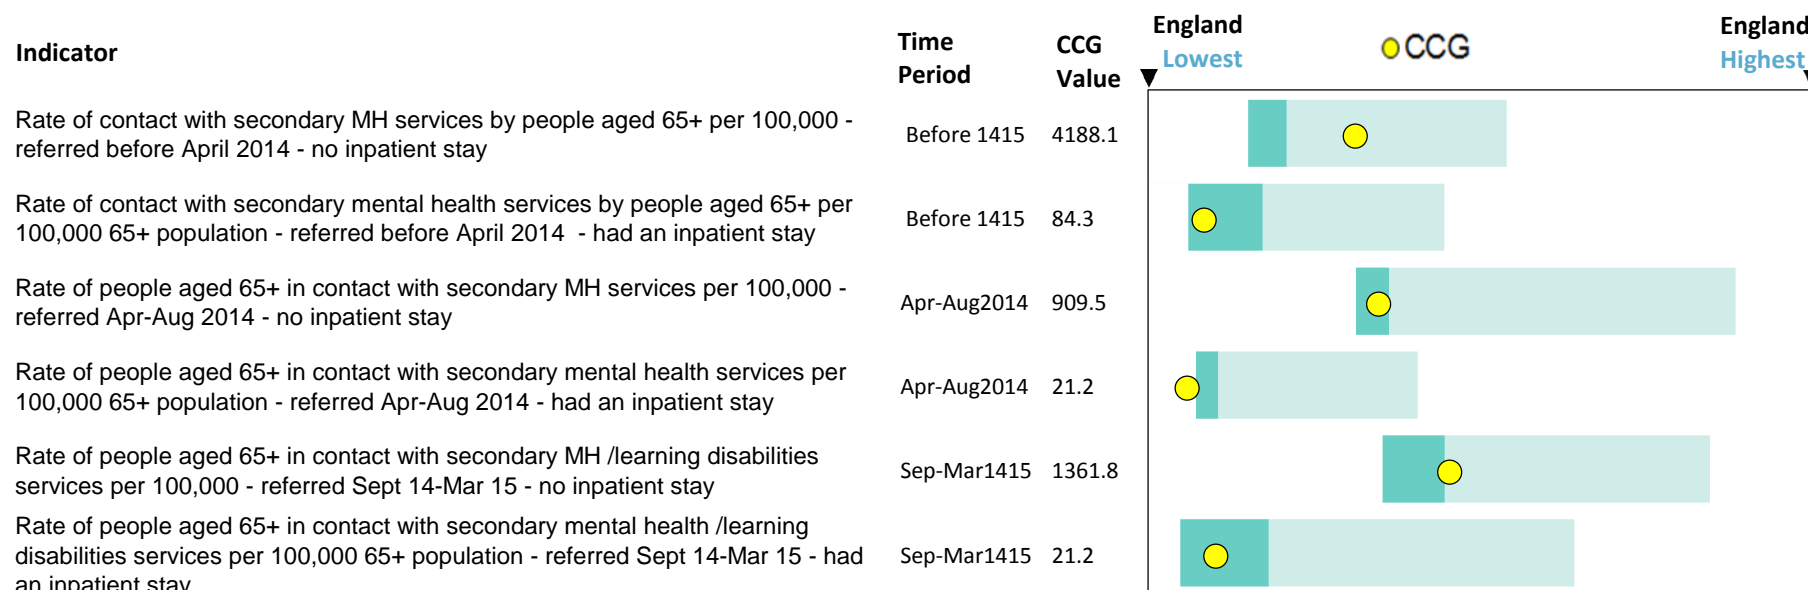 Indicator
Time
Period
CCG
Value
England
Lowest
CCG
England
Highest
Rate of contact with secondary MH services by people aged 65+ per 100,000 -
referred before April 2014 - no inpatient stay
Before 1415
4188.1
Rate of contact with secondary mental health services by people aged 65+ per
100,000 65+ population - referred before April 2014  - had an inpatient stay
Before 1415
84.3
Rate of people aged 65+ in contact with secondary MH services per 100,000 -
referred Apr-Aug 2014 - no inpatient stay
Apr-Aug2014
909.5
Rate of people aged 65+ in contact with secondary mental health services per
100,000 65+ population - referred Apr-Aug 2014 - had an inpatient stay
Apr-Aug2014
21.2
Rate of people aged 65+ in contact with secondary MH /learning disabilities
services per 100,000 - referred Sept 14-Mar 15 - no inpatient stay
Sep-Mar1415
1361.8
Rate of people aged 65+ in contact with secondary mental health /learning
disabilities services per 100,000 65+ population - referred Sept 14-Mar 15 - had
an inpatient stay
Sep-Mar1415
21.2